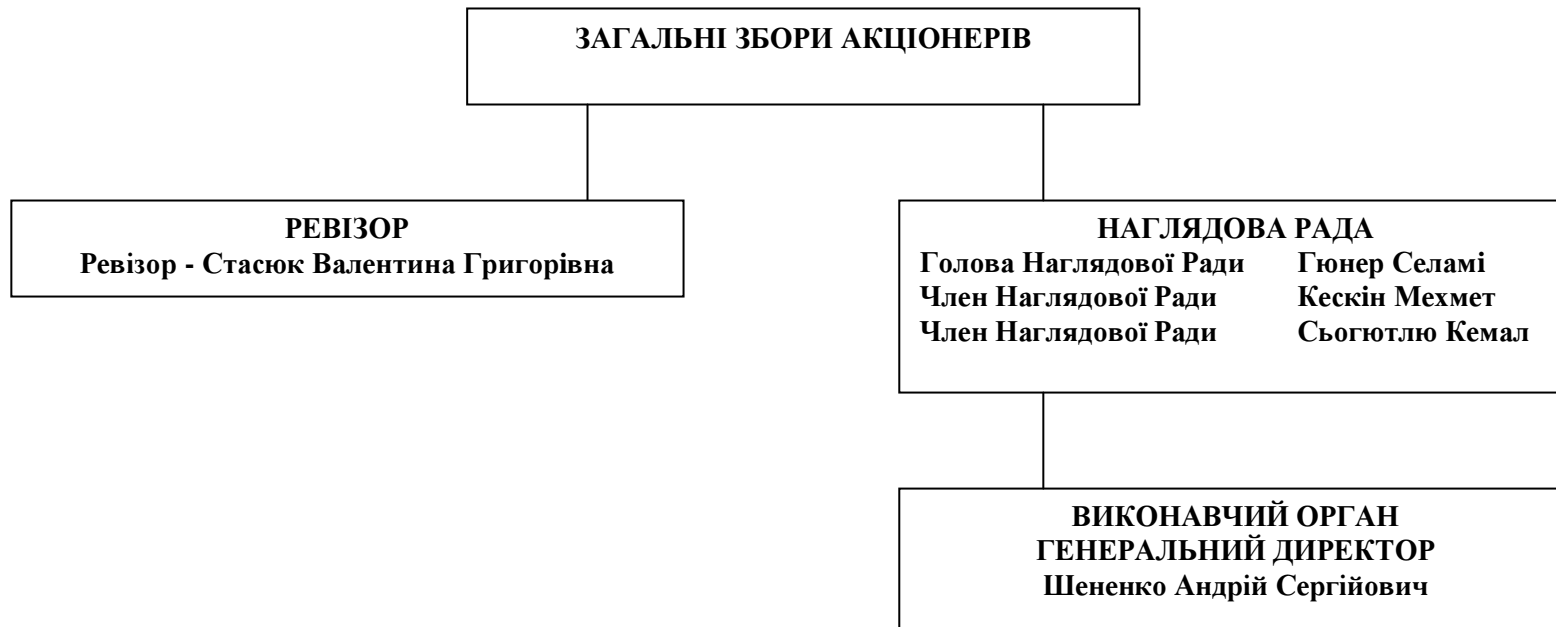 ЗАГАЛЬНІ ЗБОРИ АКЦІОНЕРІВ
РЕВІЗОР
Ревізор - Стасюк Валентина Григорівна
НАГЛЯДОВА РАДА
Голова Наглядової Ради Гюнер Селамі
Член Наглядової Ради Кескін Мехмет
Член Наглядової Ради Сьогютлю Кемал
ВИКОНАВЧИЙ ОРГАН
ГЕНЕРАЛЬНИЙ ДИРЕКТОР
Шененко Андрій Сергійович